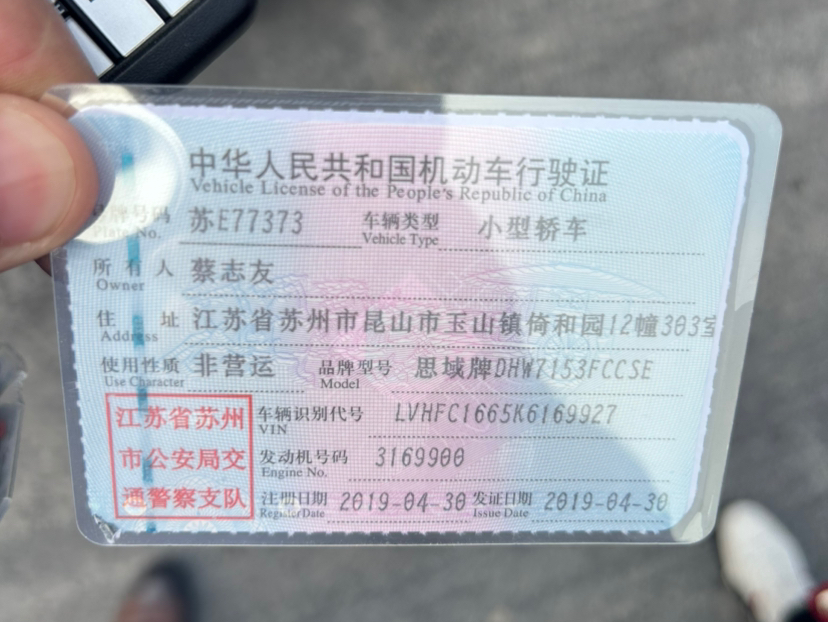 中华人民共和国机动车行驶证
Vehicle License of the People's Republic of China
号牌号码 苏E77373 车辆类型 小型轿车
Plate No. Vehicle Type
所有人 蔡志友
Owner
住址 江苏省苏州市昆山市玉山镇倚和园12幢303室
Address
使用性质 非营运 品牌型号 思域牌DHW7153FCCSE
Use Character Model
江苏省苏州
市公安局交
通警察支队
车辆识别代号 LVHFC1665K6169927
VIN
发动机号码 3169900
Engine No.
注册日期 2019-04-30 发证日期 2019-04-30
Register Date Issue Date